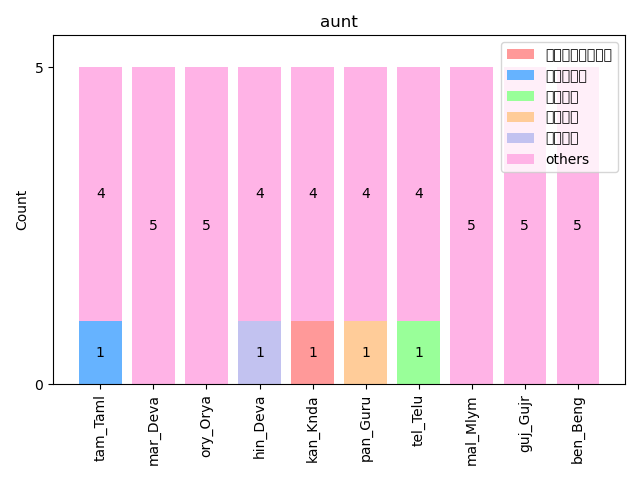 aunt
5
0
Count
others
4
5
5
4
4
4
4
5
5
5
1
1
1
1
1
tam_Taml
mar_Deva
ory_Orya
hin_Deva
kan_Knda
pan_Guru
tel_Telu
mal_Mlym
guj_Gujr
ben_Beng